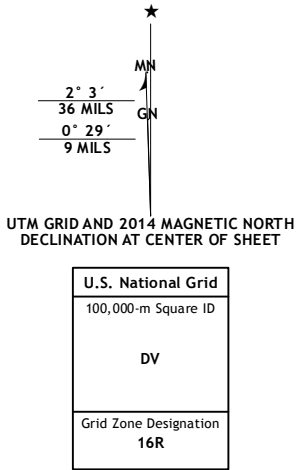 MN
2° 3´
36 MILS
GN
0° 29´
9 MILS
UTM GRID AND 2014 MAGNETIC NORTH
DECLINATION AT CENTER OF SHEET
U.S. National Grid
100,000-m Square ID
DV
Grid Zone Designation
16R